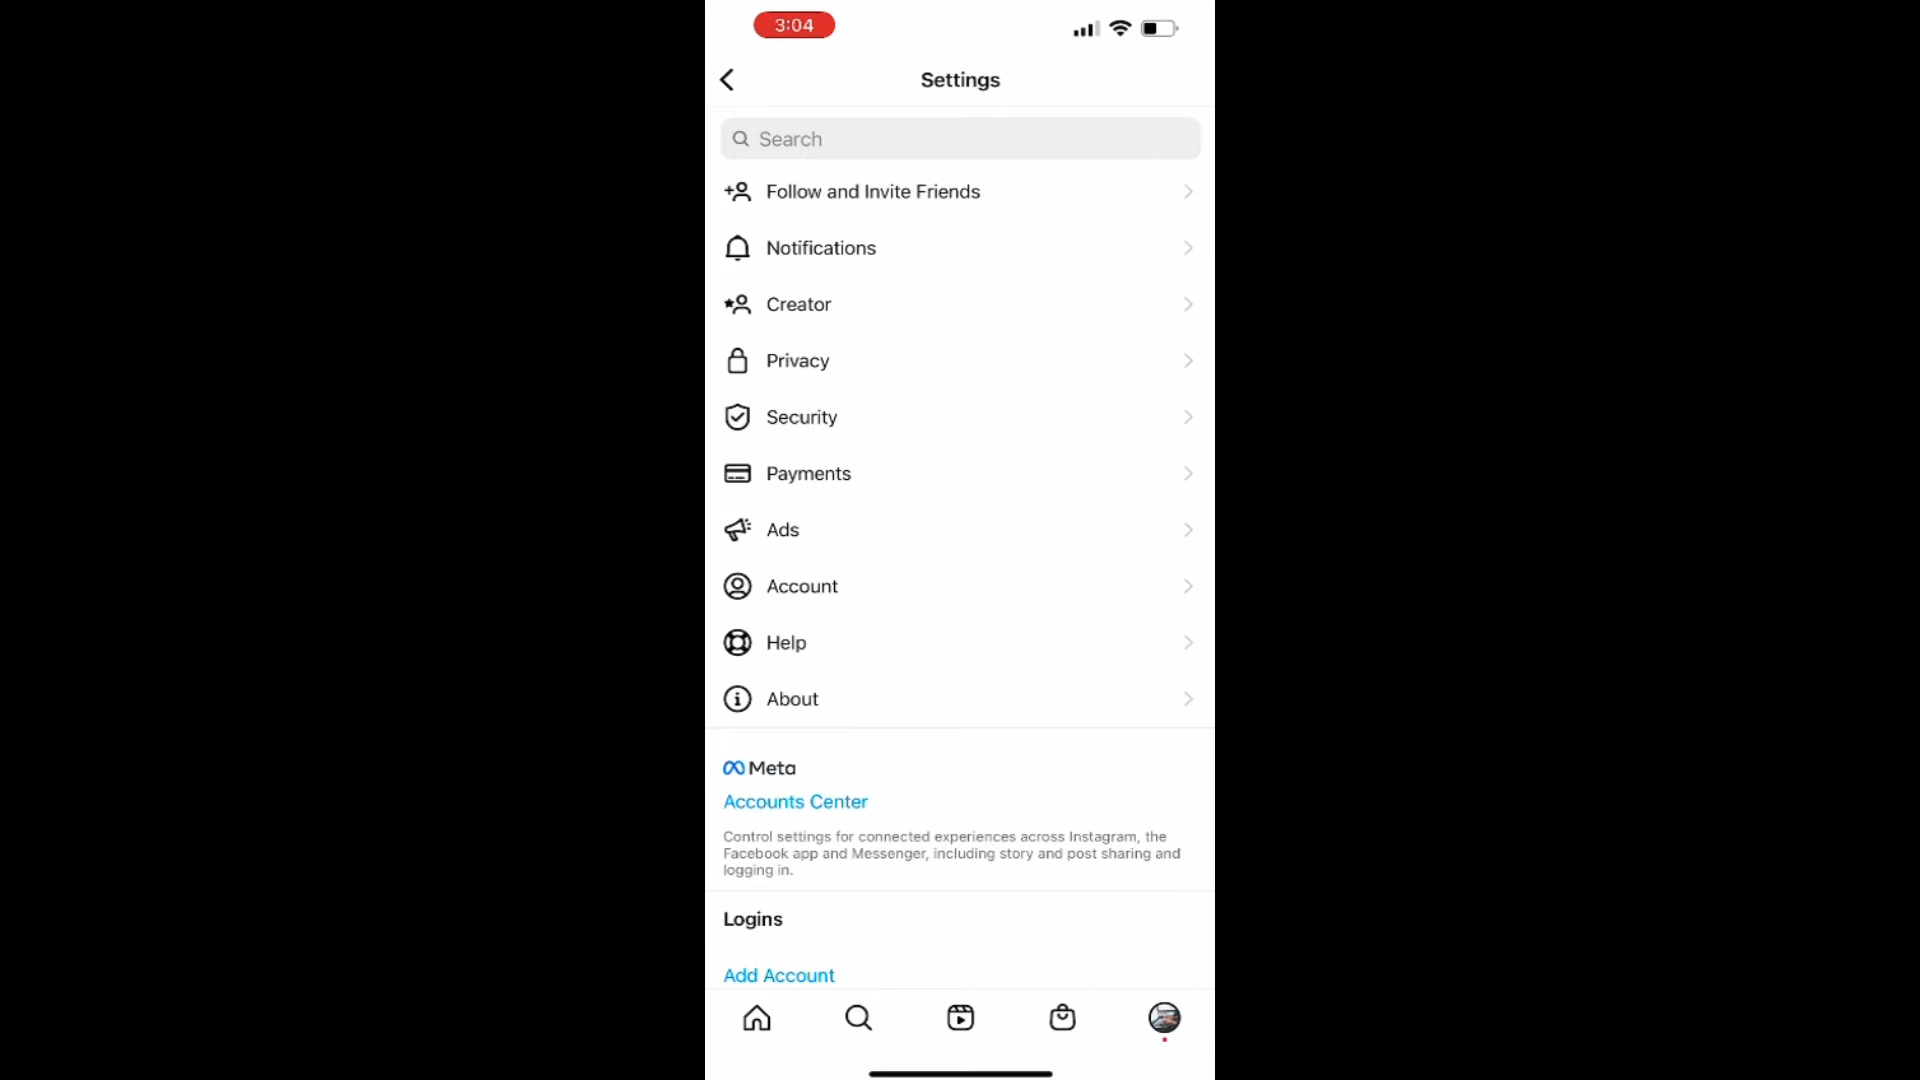 3:04
Settings
Search
Follow and Invite Friends
Notifications
Creator
Privacy
Security
Payments
Ads
Account
Help
About
Meta
Accounts Center
Control settings for connected experiences across Instagram, the
Facebook app and Messenger, including story and post sharing and
logging in.
Logins
Add Account